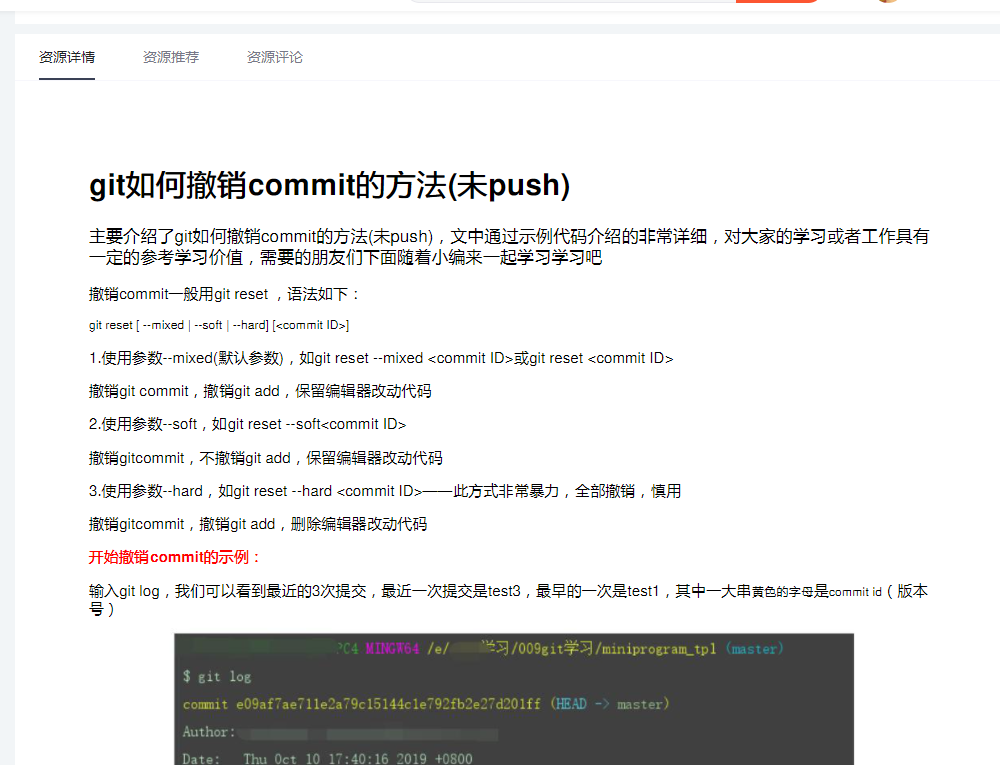 资源详情
资源推荐
资源评论
git如何撤销commit的方法(未push)
主要介绍了git如何撤销commit的方法(未push)，文中通过示例代码介绍的非常详细，对大家的学习或者工作具有
一定的参考学习价值，需要的朋友们下面随着小编来一起学习学习吧
撤销commit一般用git reset ，语法如下：
git reset [ --mixed | --soft | --hard] [<commit ID>]
1.使用参数--mixed(默认参数)，如git reset --mixed <commit ID>或git reset <commit ID>
撤销git commit，撤销git add，保留编辑器改动代码
2.使用参数--soft，如git reset --soft<commit ID>
撤销gitcommit，不撤销git add，保留编辑器改动代码
3.使用参数--hard，如git reset --hard <commit ID>——此方式非常暴力，全部撤销，慎用
撤销gitcommit，撤销git add，删除编辑器改动代码
开始撤销commit的示例：
输入git log，我们可以看到最近的3次提交，最近一次提交是test3，最早的一次是test1，其中一大串黄色的字母是commit id（版本
号）
PC4 MINGW64 /e/ 学习/009git学习/miniprogram_tpl (master)
$ git log
commit e09af7ae711e2a79c15144c1e792fb2e27d201ff (HEAD -> master)
Author:
Date: Thu Oct 10 17:40:16 2019 +0800